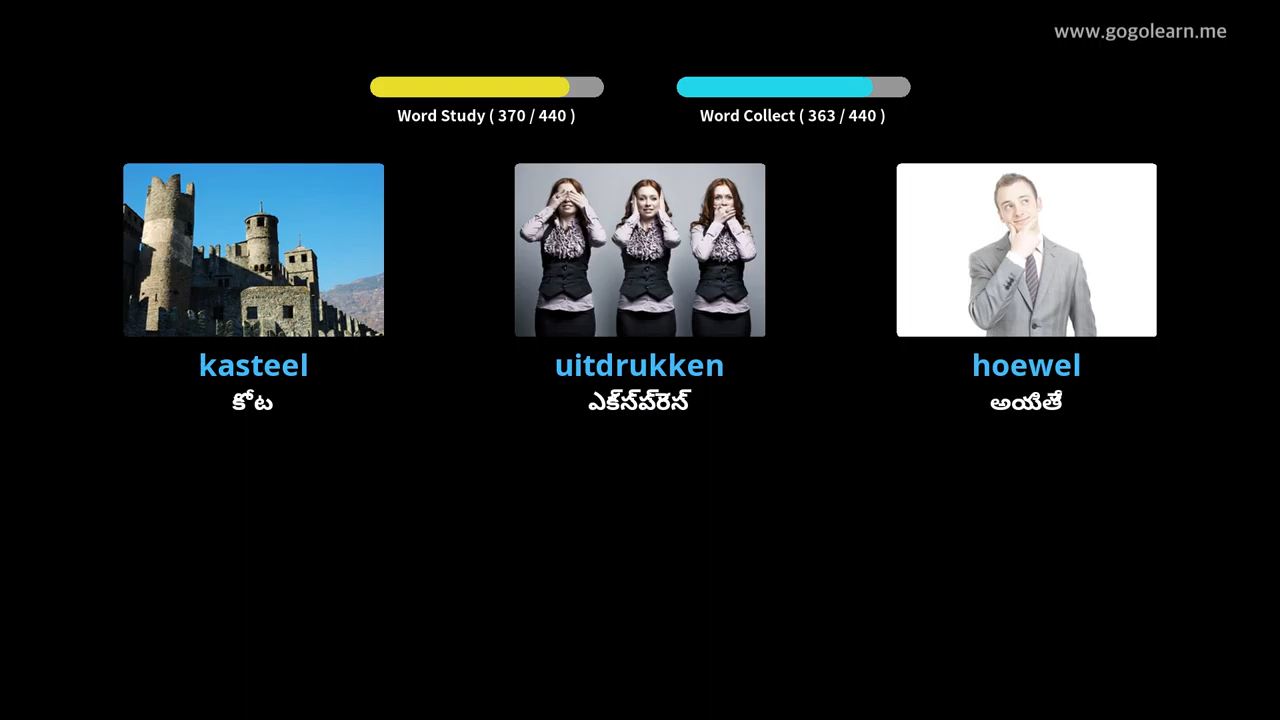 www.gogolearn.me
Word Study ( 370 / 440 )
Word Collect ( 363 / 440 )
kasteel
uitdrukken
hoewel
కోట
ఎక్స్ప్రెస్
అయితే